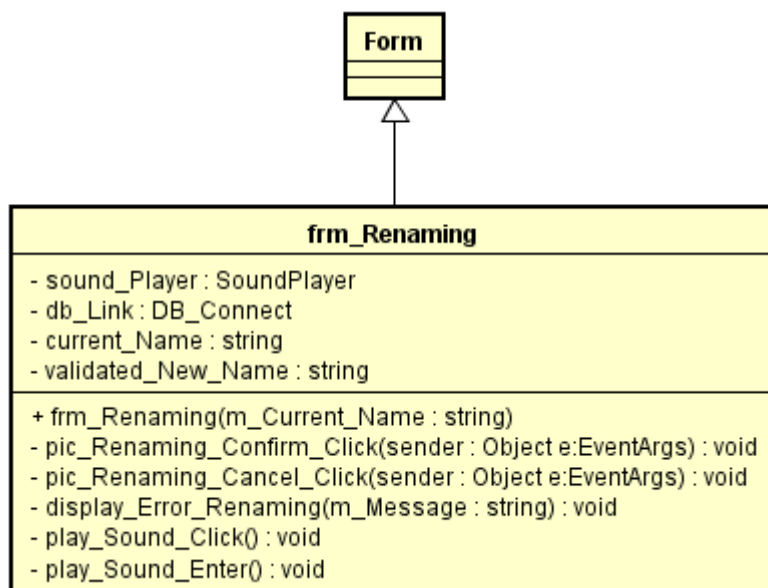 Form
frm_Renaming
- sound_Player : SoundPlayer
- db_Link : DB_Connect
- current_Name : string
- validated_New_Name : string
+ frm_Renaming(m_Current_Name : string)
- pic_Renaming_Confirm_Click(sender : Object e:EventArgs) : void
- pic_Renaming_Cancel_Click(sender : Object e:EventArgs) : void
- display_Error_Renaming(m_Message : string) : void
- play_Sound_Click() : void
- play_Sound_Enter() : void